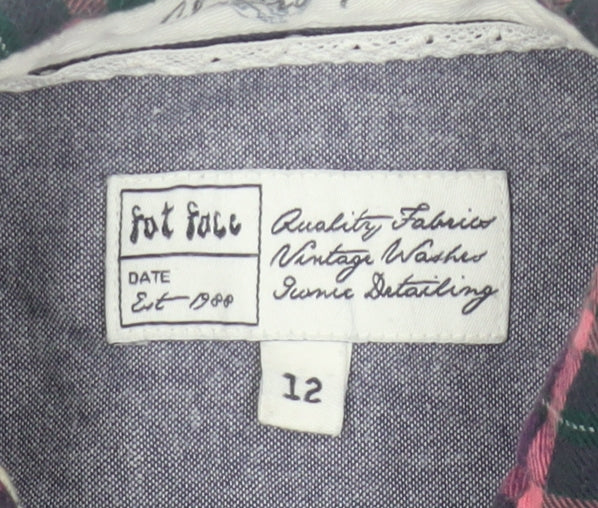 fat face
DATE
Est 1988
Quality Fabrics
Vintage Washes
Iconic Detailing
12